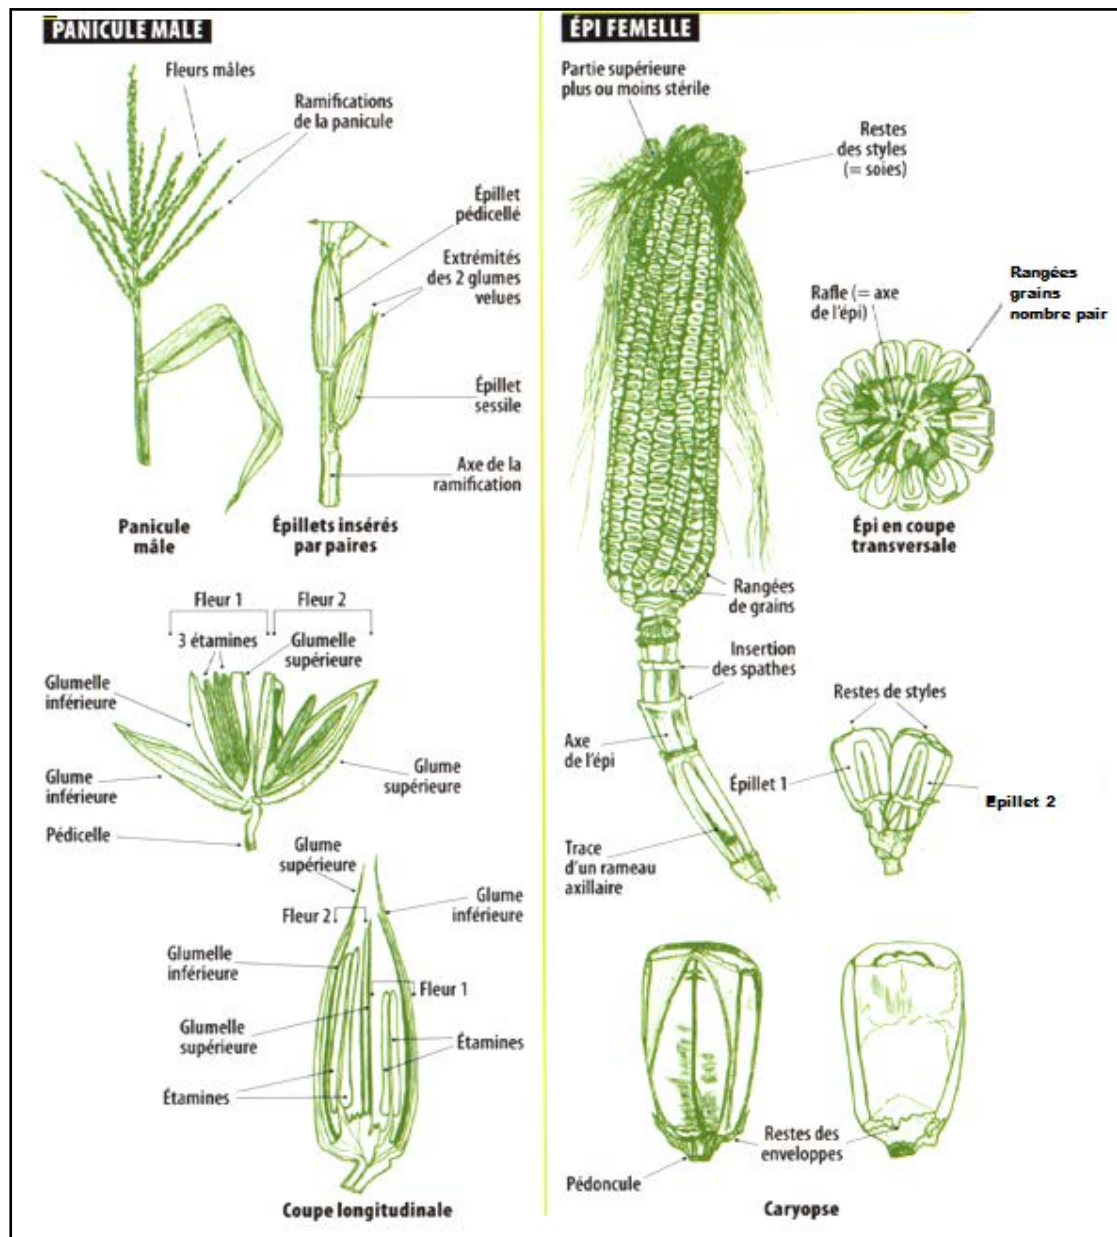 PANICULE MALE
Fleurs mâles
Ramifications
de la panicule
Épillet
pédicellé
Extrémités
des 2 glumes
velues
Épillet
sessile
Axe de la
ramification
Panicule
mâle
Épillets insérés
par paires
Fleur 1
Fleur 2
3 étamines
Glumelle
supérieure
Glumelle
inférieure
Glume
inférieure
Glume
supérieure
Pédicelle
Glume
supérieure
Glume
inférieure
Fleur 2
Glumelle
inférieure
Fleur 1
Glumelle
supérieure
Étamines
Étamines
Coupe longitudinale
ÉPI FEMELLE
Partie supérieure
plus ou moins stérile
Restes
des styles
(= soies)
Rafle (= axe
de l'épi)
Rangées
grains
nombre pair
Épi en coupe
transversale
Rangées
de grains
Insertion
des spathes
Restes de styles
Axe
de l'épi
Épillet 1
Epillet 2
Trace
d'un rameau
axillaire
Restes des
enveloppes
Pédoncule
Caryopse